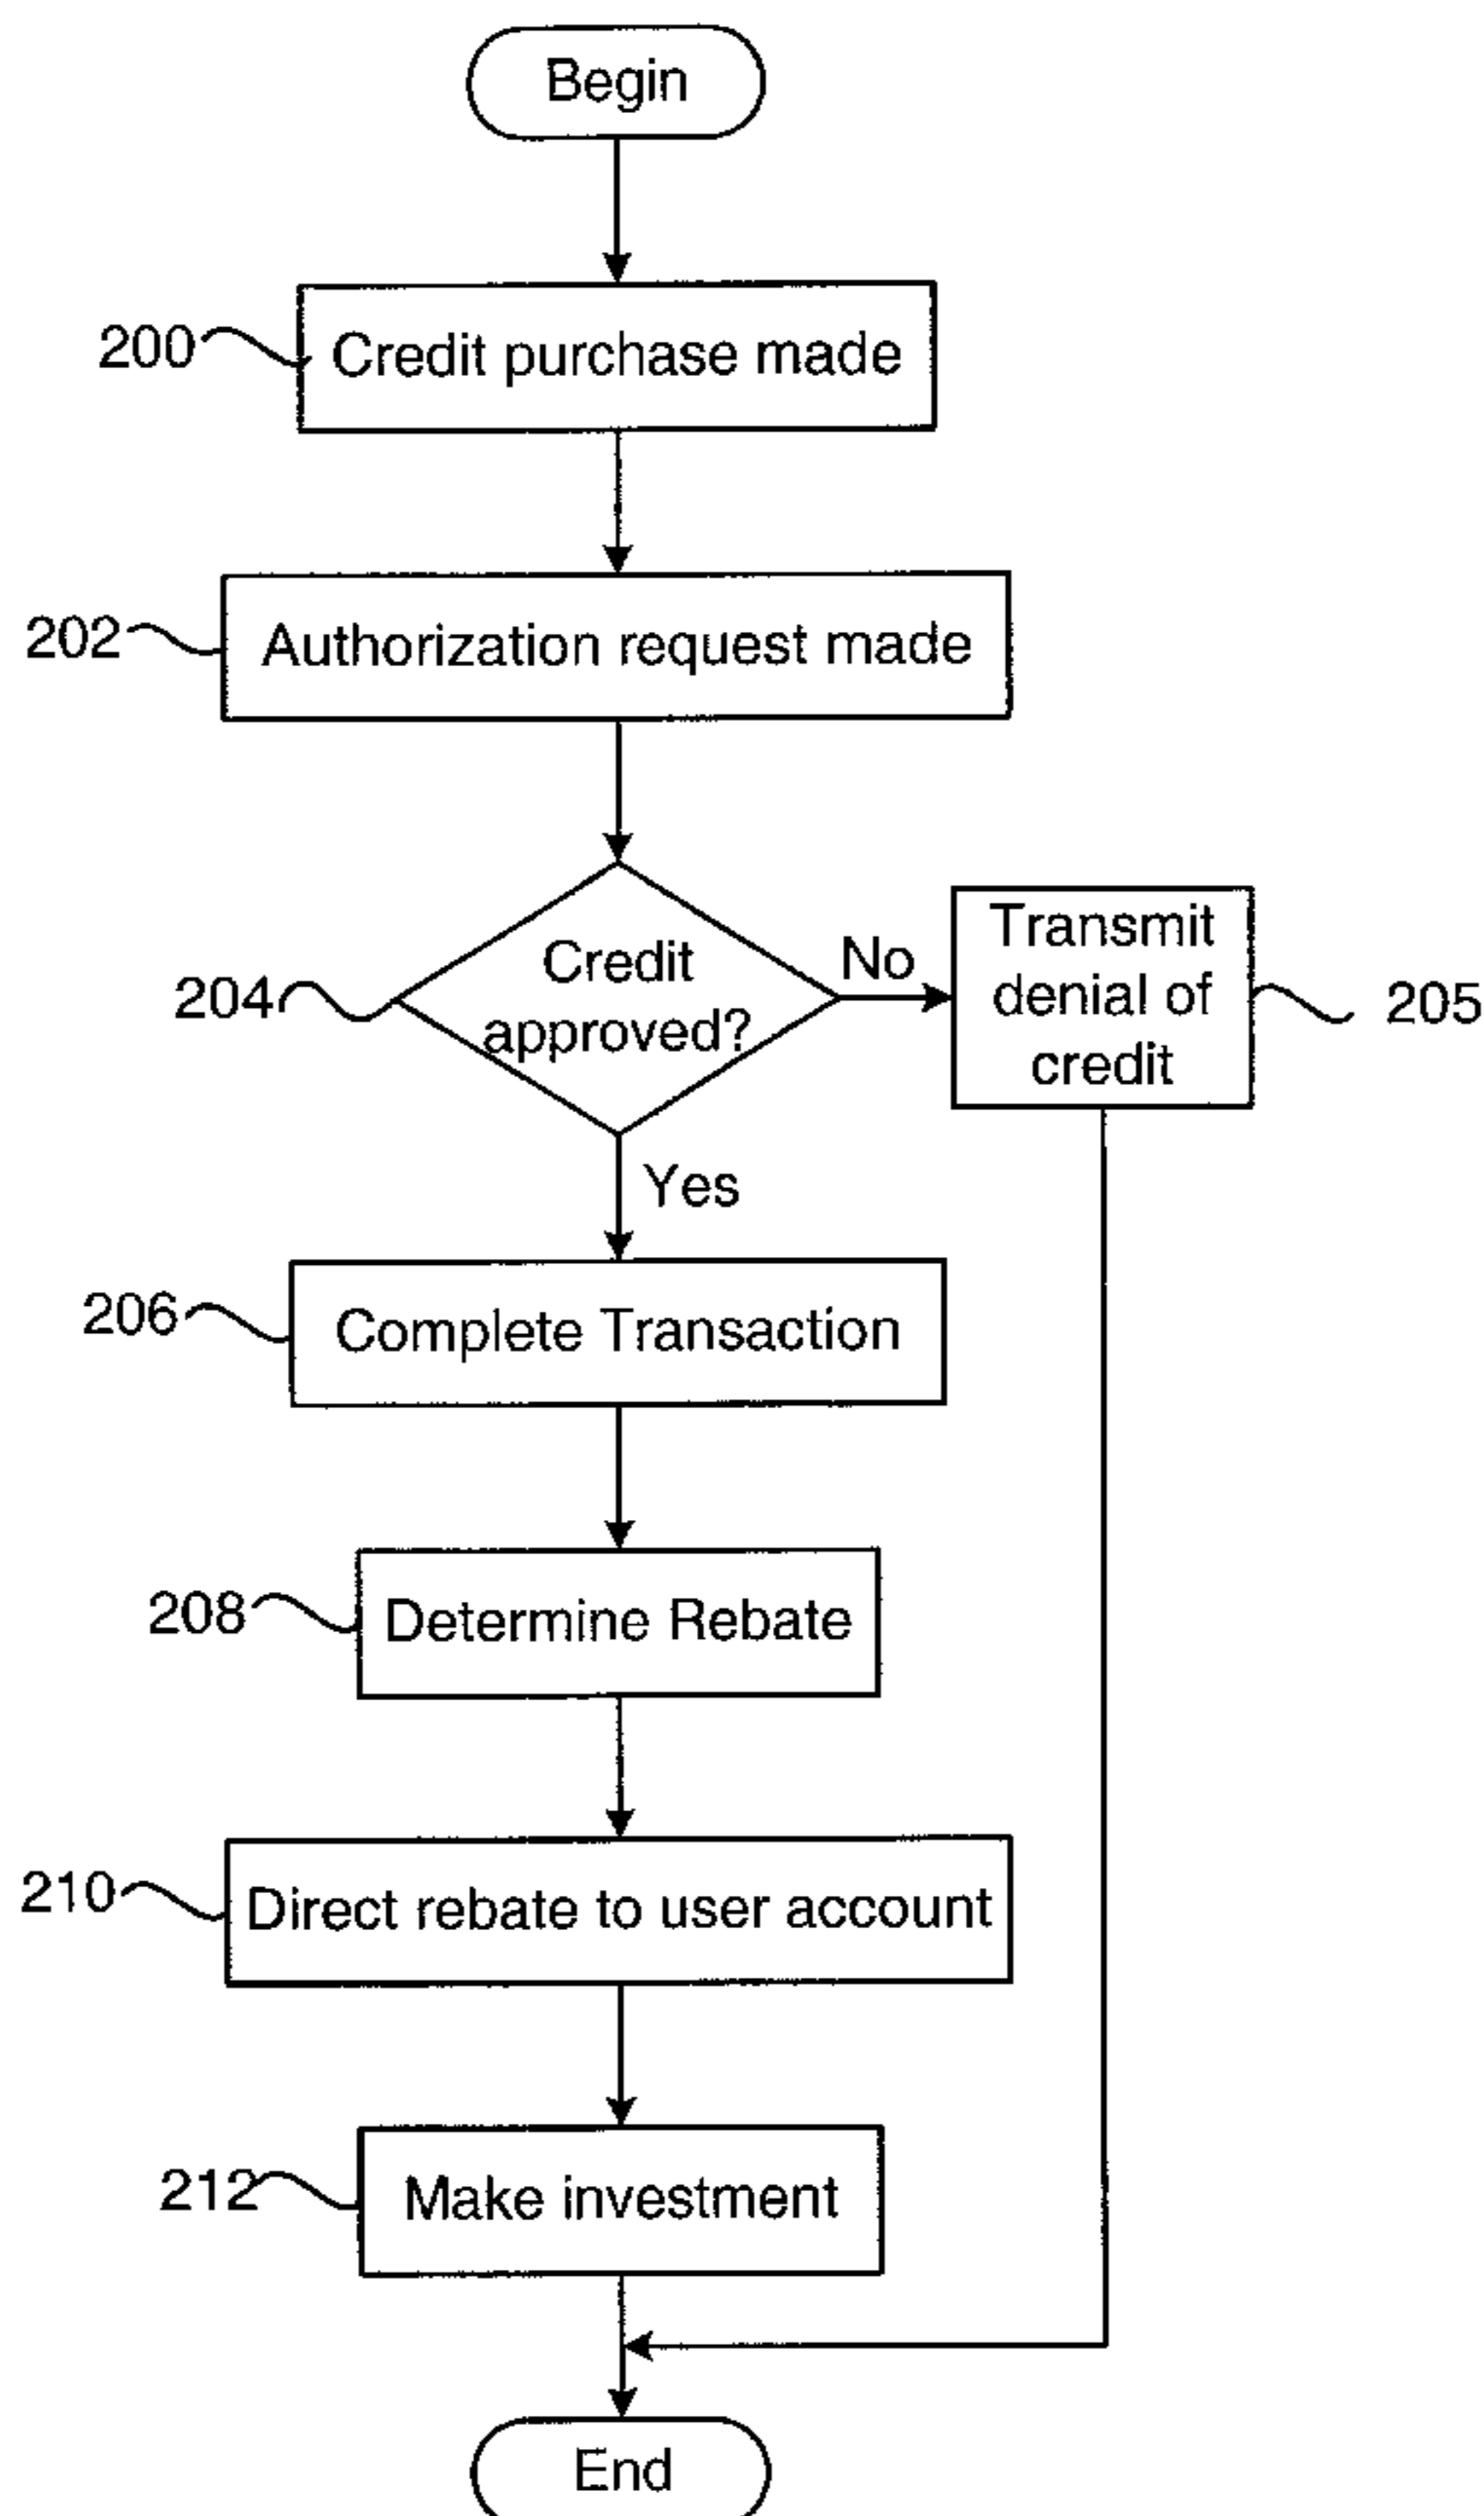 Begin
200
Credit purchase made
202
Authorization request made
204
Credit
approved?
No
Transmit
denial of
credit
205
Yes
206
Complete Transaction
208
Determine Rebate
210
Direct rebate to user account
212
Make investment
End